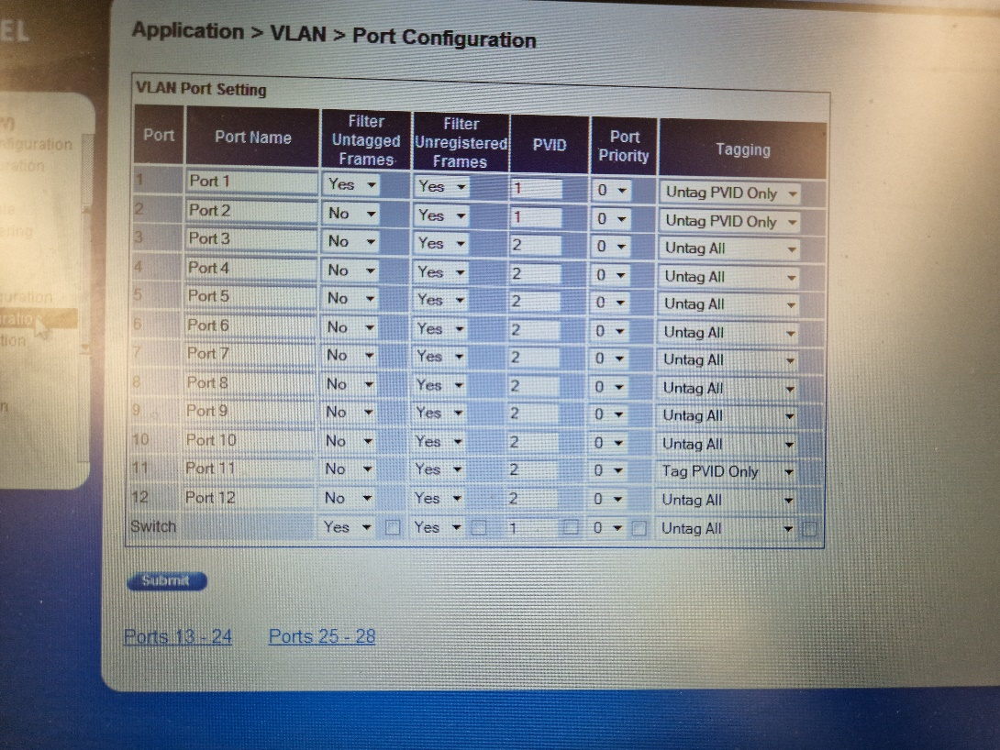 EL
Application > VLAN > Port Configuration
VLAN Port Setting
Port Port Name Filter Untagged Frames Filter Unregistered Frames PVID Port Priority Tagging
1 Port 1 Yes Yes 1 0 Untag PVID Only
2 Port 2 No Yes 1 0 Untag PVID Only
3 Port 3 No Yes 2 0 Untag All
4 Port 4 No Yes 2 0 Untag All
5 Port 5 No Yes 2 0 Untag All
6 Port 6 No Yes 2 0 Untag All
7 Port 7 No Yes 2 0 Untag All
8 Port 8 No Yes 2 0 Untag All
9 Port 9 No Yes 2 0 Untag All
10 Port 10 No Yes 2 0 Untag All
11 Port 11 No Yes 2 0 Tag PVID Only
12 Port 12 No Yes 2 0 Untag All
Switch Yes Yes 1 0 Untag All
Submit
Ports 13 - 24 Ports 25 - 28